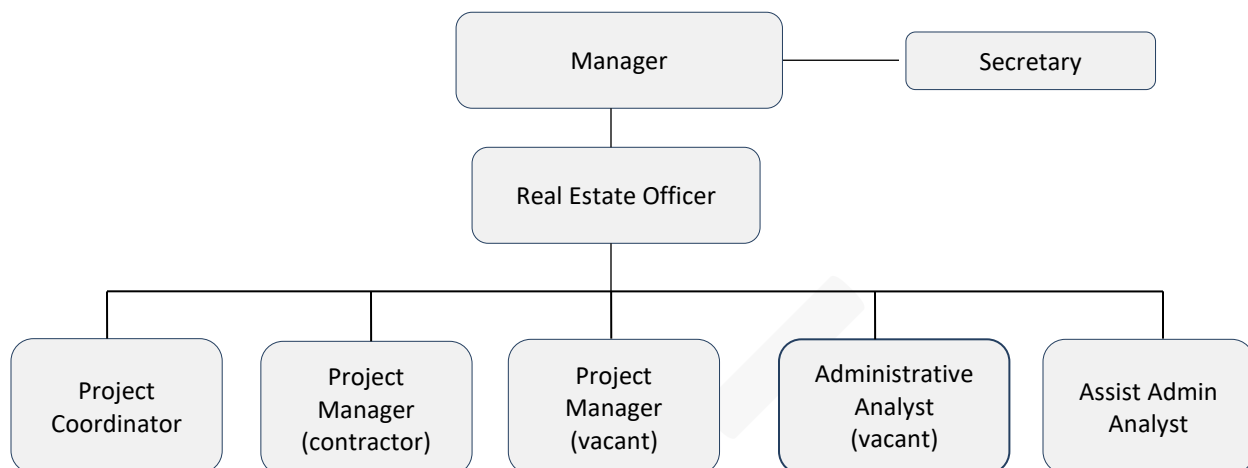 Manager
Secretary
Real Estate Officer
Project
Coordinator
Project
Manager
(contractor)
Project
Manager
(vacant)
Administrative
Analyst
(vacant)
Assist Admin
Analyst